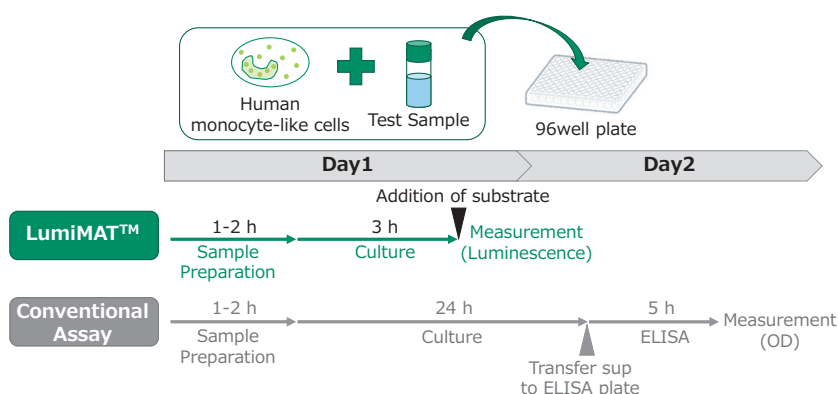 Human
monocyte-like cells
Test Sample
96well plate
Day1
Day2
Addition of substrate
LumiMAT™
1-2 h
3 h
Sample
Preparation
Culture
Measurement
(Luminescence)
Conventional
Assay
1-2 h
24 h
5 h
Sample
Preparation
Culture
ELISA
Measurement
(OD)
Transfer sup
to ELISA plate